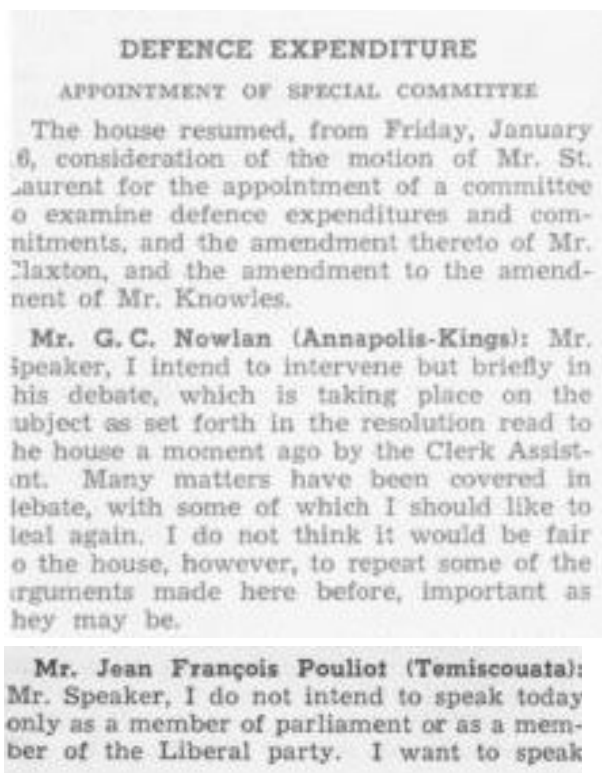 DEFENCE EXPENDITURE
APPOINTMENT OF SPECIAL COMMITTEE
The house resumed, from Friday, January
6, consideration of the motion of Mr. St.
aurent for the appointment of a committee
o examine defence expenditures and com-
nitments, and the amendment thereto of Mr.
Claxton, and the amendment to the amend-
nent of Mr. Knowles.
Mr. G. C. Nowlan (Annapolis-Kings): Mr.
Speaker, I intend to intervene but briefly in
his debate, which is taking place on the
ubject as set forth in the resolution read to
he house a moment ago by the Clerk Assist-
nt. Many matters have been covered in
lebate, with some of which I should like to
leal again. I do not think it would be fair
o the house, however, to repeat some of the
rguments made here before, important as
hey may be.
Mr. Jean François Pouliot (Temiscouata):
Mr. Speaker, I do not intend to speak today
only as a member of parliament or as a mem-
ber of the Liberal party. I want to speak